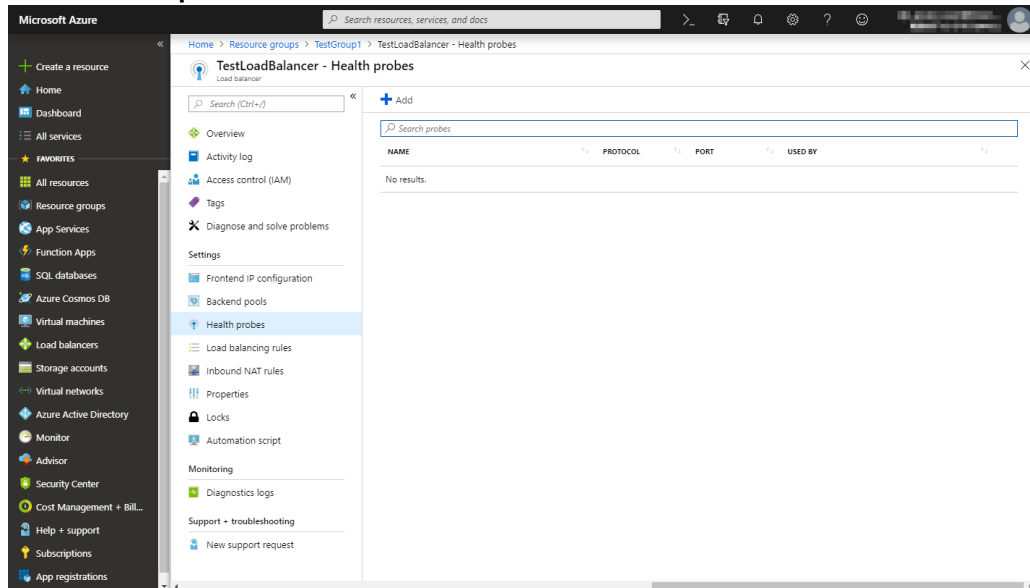 Microsoft Azure
Search resources, services, and docs
Home > Resource groups > TestGroup1 > TestLoadBalancer - Health probes
Create a resource
Home
Dashboard
All services
FAVORITES
All resources
Resource groups
App Services
Function Apps
SQL databases
Azure Cosmos DB
Virtual machines
Load balancers
Storage accounts
Virtual networks
Azure Active Directory
Monitor
Advisor
Security Center
Cost Management + Bill...
Help + support
Subscriptions
App registrations
TestLoadBalancer - Health probes
Load balancer
Search (Ctrl+/)
Overview
Activity log
Access control (IAM)
Tags
Diagnose and solve problems
Settings
Frontend IP configuration
Backend pools
Health probes
Load balancing rules
Inbound NAT rules
Properties
Locks
Automation script
Monitoring
Diagnostics logs
Support + troubleshooting
New support request
Add
Search probes
NAME PROTOCOL PORT USED BY
No results.